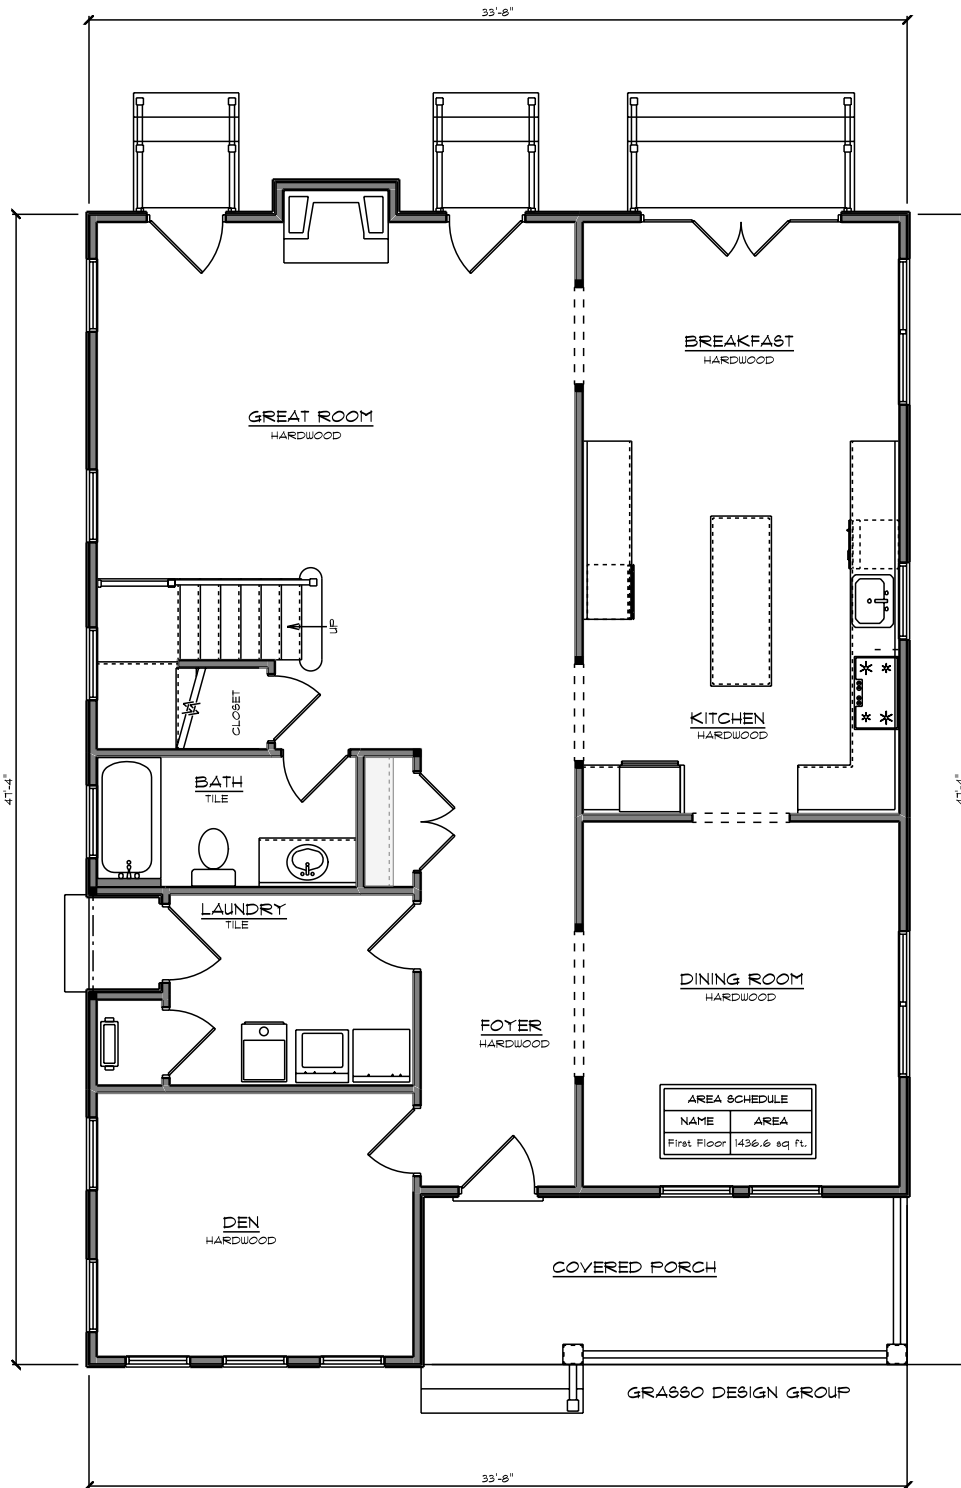 33'-8"
BREAKFAST
HARDWOOD
GREAT ROOM
HARDWOOD
UP
CLOSET
KITCHEN
HARDWOOD
BATH
TILE
47'-4"
47'-4"
LAUNDRY
TILE
DINING ROOM
HARDWOOD
FOYER
HARDWOOD
AREA SCHEDULE
NAME AREA
First Floor 1436.6 sq ft.
DEN
HARDWOOD
COVERED PORCH
GRASSO DESIGN GROUP
33'-8"